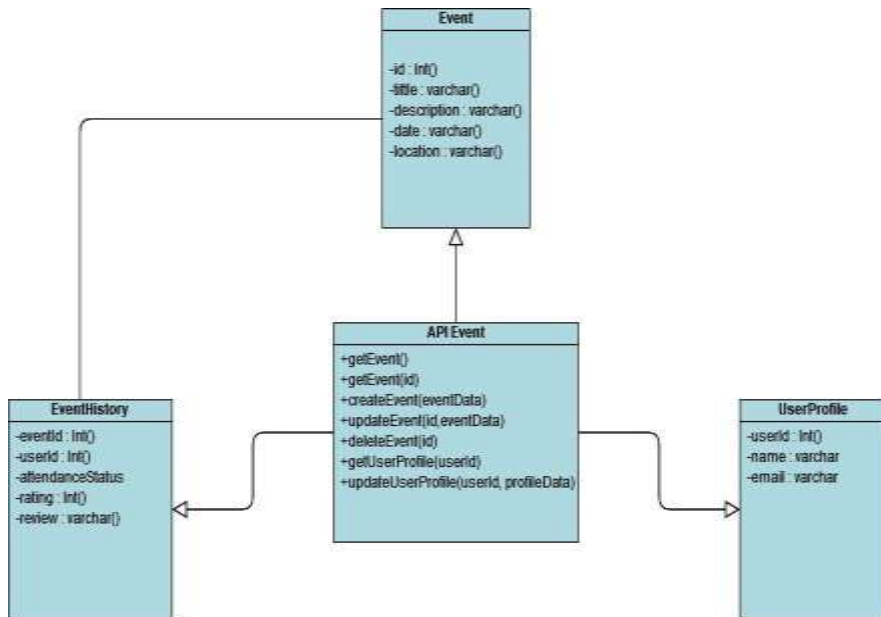 Event
-id : Int()
-tittle : varchar()
-description : varchar()
-date : varchar()
-location : varchar()
API Event
+getEvent()
+getEvent(id)
+createEvent(eventData)
+updateEvent(id,eventData)
+deleteEvent(id)
+getUserProfile(userId)
+updateUserProfile(userId, profileData)
EventHistory
-eventId : Int()
-userId : Int()
-attendanceStatus
-rating : Int()
-review : varchar()
UserProfile
-userId : Int()
-name : varchar
-email : varchar